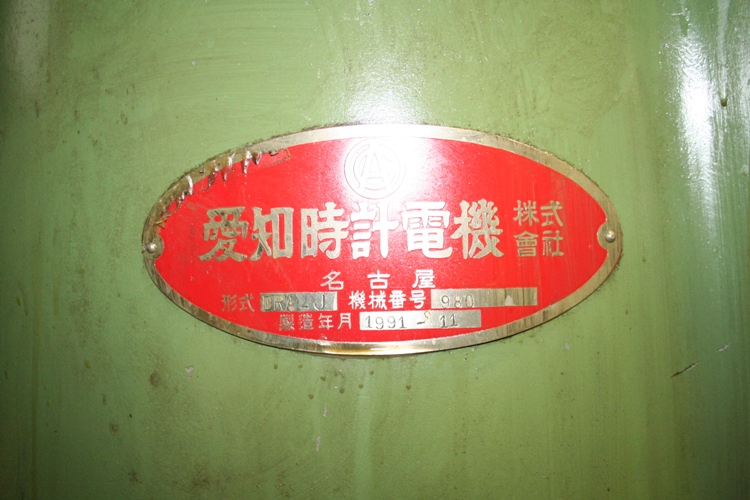 愛知時計電機 株式會社
名古屋
形式 機械番号 980
製造年月 1991-11